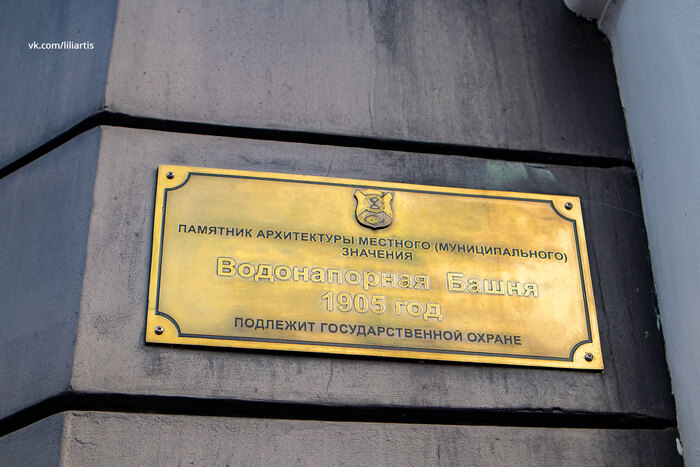 vk.com/liliartis
ПАМЯТНИК АРХИТЕКТУРЫ МЕСТНОГО (МУНИЦИПАЛЬНОГО)
ЗНАЧЕНИЯ
Водонапорная Башня
1905 год
ПОДЛЕЖИТ ГОСУДАРСТВЕННОЙ ОХРАНЕ